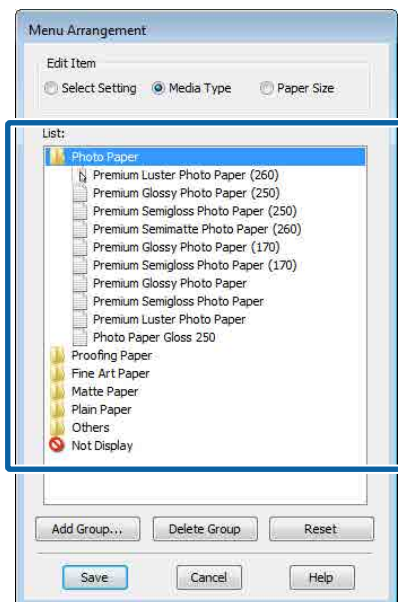 Menu Arrangement
Edit Item
Select Setting Media Type Paper Size
List:
Photo Paper
Premium Luster Photo Paper (260)
Premium Glossy Photo Paper (250)
Premium Semigloss Photo Paper (250)
Premium Semimatte Photo Paper (260)
Premium Glossy Photo Paper (170)
Premium Semigloss Photo Paper (170)
Premium Glossy Photo Paper
Premium Semigloss Photo Paper
Premium Luster Photo Paper
Photo Paper Gloss 250
Proofing Paper
Fine Art Paper
Matte Paper
Plain Paper
Others
Not Display
Add Group... Delete Group Reset
Save Cancel Help